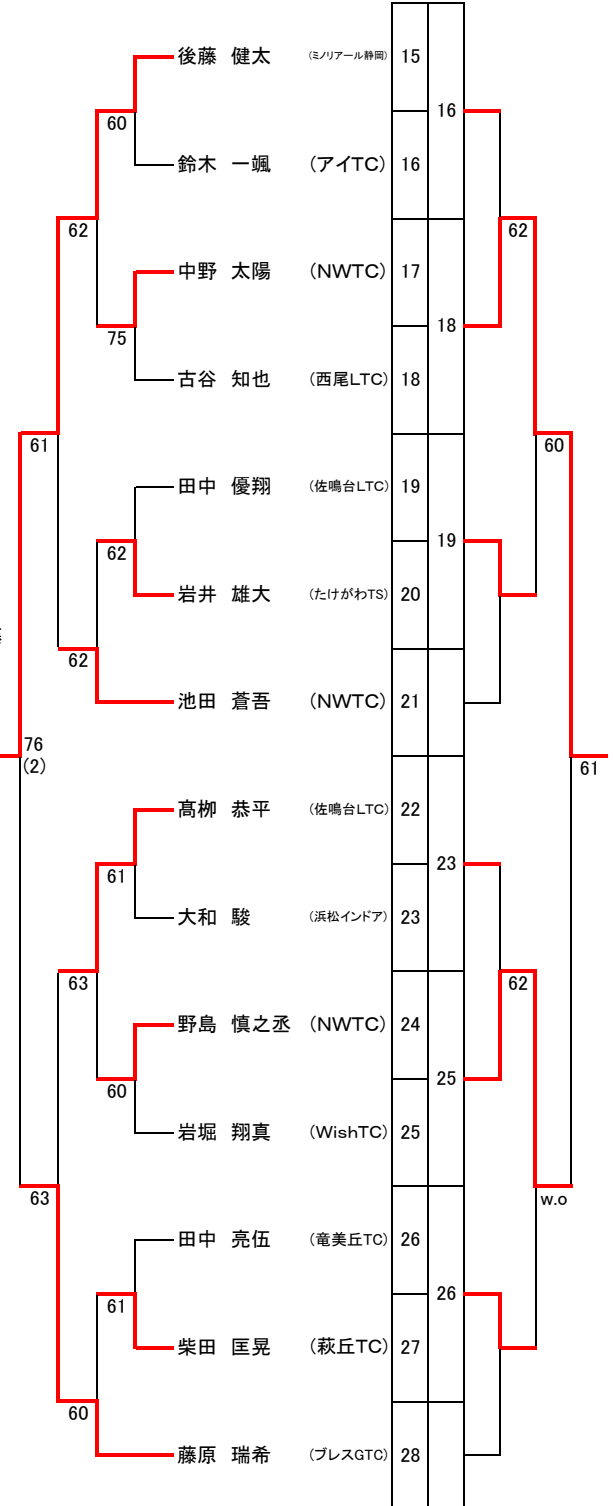 後藤 健太 (ミノリアール静岡) 15
60 16
鈴木 一颯 (アイTC) 16
62 62
中野 太陽 (NWTC) 17
75 18
古谷 知也 (西尾LTC) 18
61 60
田中 優翔 (佐鳴台LTC) 19
62 19
岩井 雄大 (たけがわTS) 20
62
池田 蒼吾 (NWTC) 21
76
(2) 61
髙栁 恭平 (佐鳴台LTC) 22
61 23
大和 駿 (浜松インドア) 23
63 62
野島 慎之丞 (NWTC) 24
60 25
岩堀 翔真 (WishTC) 25
63 w.o
田中 亮伍 (竜美丘TC) 26
61 26
柴田 匡晃 (萩丘TC) 27
60
藤原 瑞希 (ブレスGTC) 28